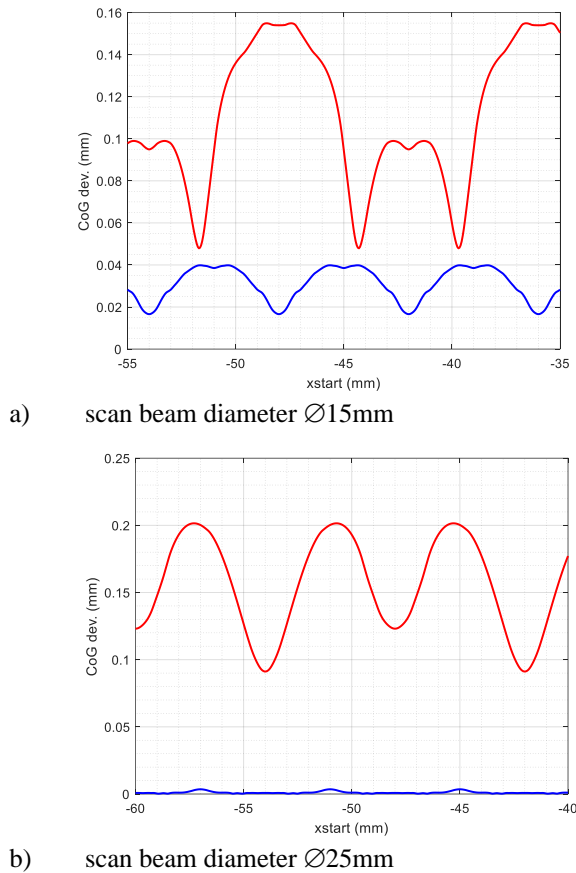 0.16
0.14
0.12
0.1
0.08
0.06
0.04
0.02
0
CoG dev. (mm)
-55 -50 -45 -40 -35
xstart (mm)
a) scan beam diameter ∅15mm
0.25
0.2
0.15
0.1
0.05
0
CoG dev. (mm)
-60 -55 -50 -45 -40
xstart (mm)
b) scan beam diameter ∅25mm